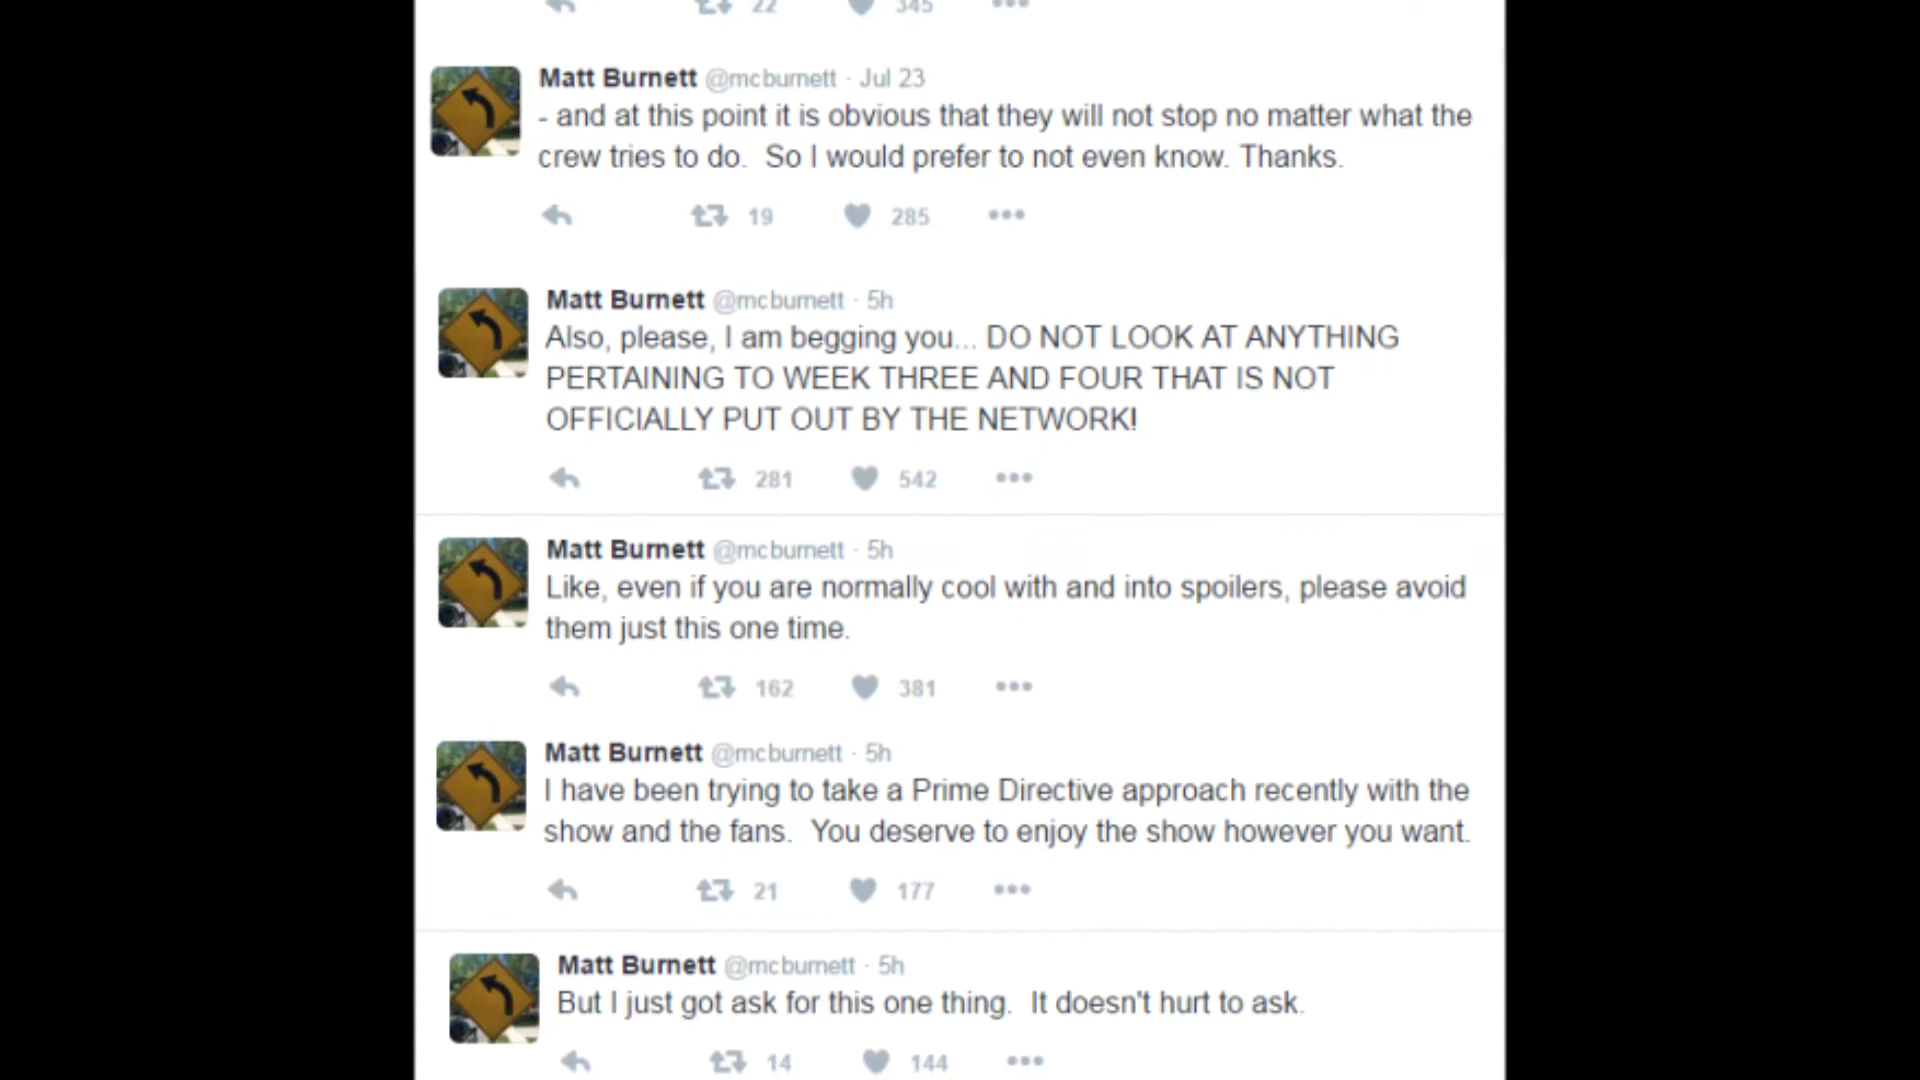 22 345
Matt Burnett @mcburnett · Jul 23
- and at this point it is obvious that they will not stop no matter what the
crew tries to do.  So I would prefer to not even know. Thanks.
19 285
Matt Burnett @mcburnett · 5h
Also, please, I am begging you... DO NOT LOOK AT ANYTHING
PERTAINING TO WEEK THREE AND FOUR THAT IS NOT
OFFICIALLY PUT OUT BY THE NETWORK!
281 542
Matt Burnett @mcburnett · 5h
Like, even if you are normally cool with and into spoilers, please avoid
them just this one time.
162 381
Matt Burnett @mcburnett · 5h
I have been trying to take a Prime Directive approach recently with the
show and the fans.  You deserve to enjoy the show however you want.
21 177
Matt Burnett @mcburnett · 5h
But I just got ask for this one thing.  It doesn't hurt to ask.
14 144